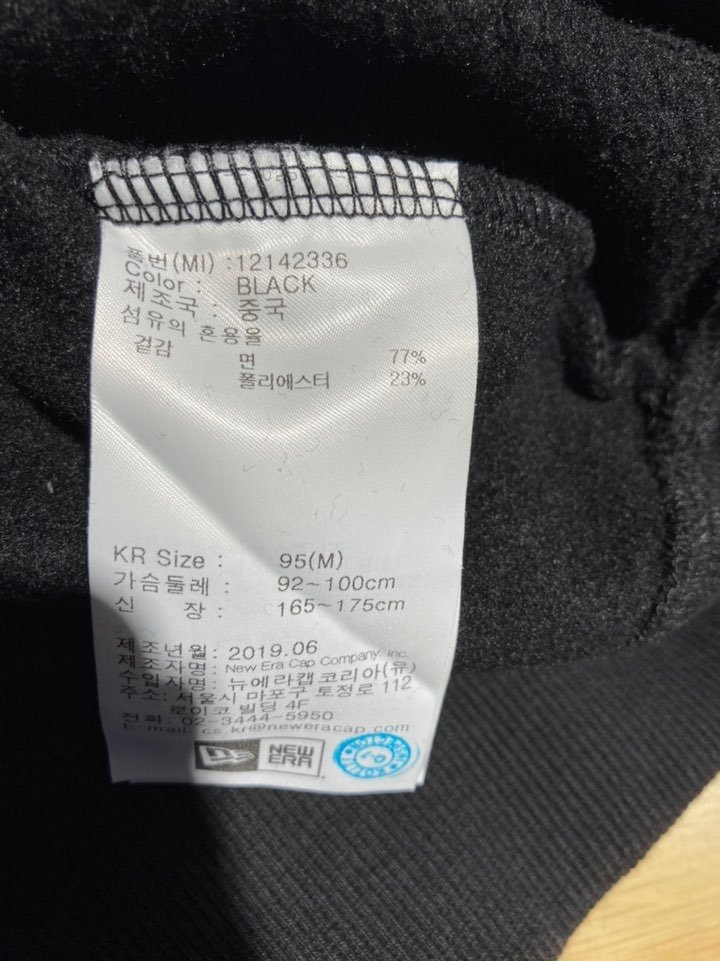 품번(MI) :12142336
Color : BLACK
제조국 : 중국
섬유의 혼용율
겉감 면 77%
폴리에스터 23%
KR Size : 95(M)
가슴둘레 : 92~100cm
신 장 : 165~175cm
제조년월 : 2019.06
제조자명 : New Era Cap Company, Inc.
수입자명 : 뉴에라캡코리아(유)
주소: 서울시 마포구 토정로 112
로이코 빌딩 4F
전화: 02-3444-5950
E-mail : cs.kr@neweracap.com
NEW
ERA